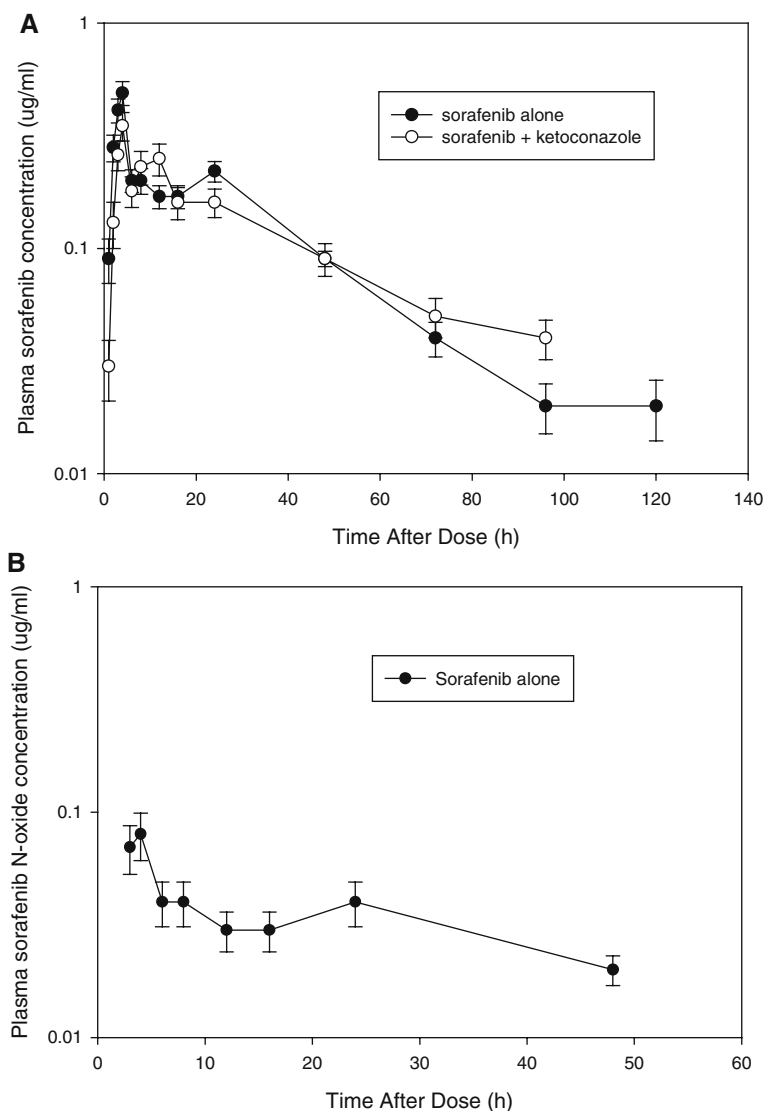 A
Plasma sorafenib concentration (ug/ml)
1
0.1
0.01
sorafenib alone
sorafenib + ketoconazole
0 20 40 60 80 100 120 140
Time After Dose (h)
B
Plasma sorafenib N-oxide concentration (ug/ml)
1
0.1
0.01
Sorafenib alone
0 10 20 30 40 50 60
Time After Dose (h)